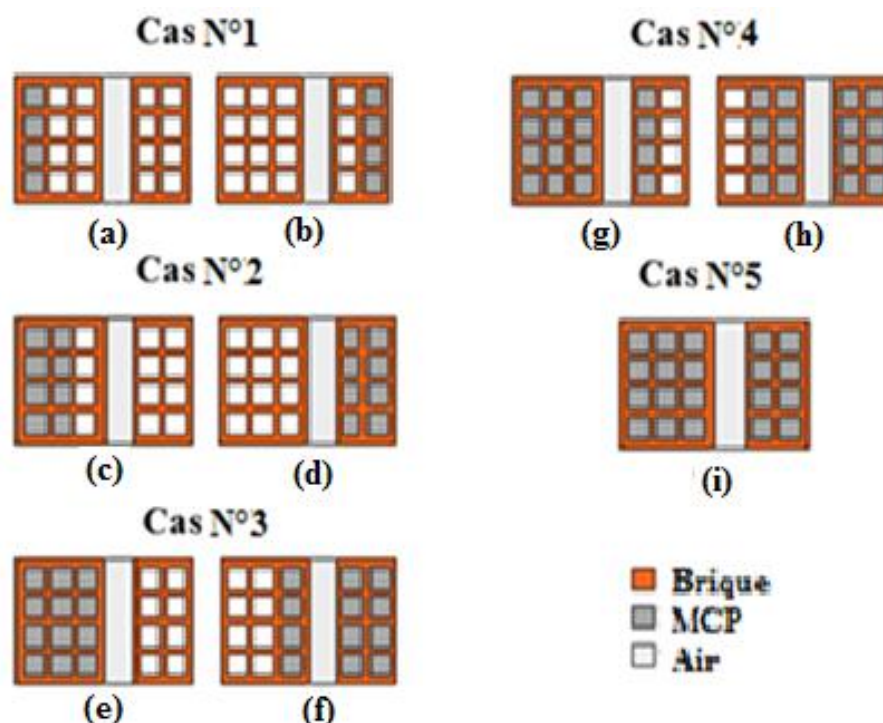 Cas N°1
Cas N°4
(a)
(b)
(g)
(h)
Cas N°2
Cas N°5
(c)
(d)
(i)
Cas N°3
Brique
MCP
Air
(e)
(f)